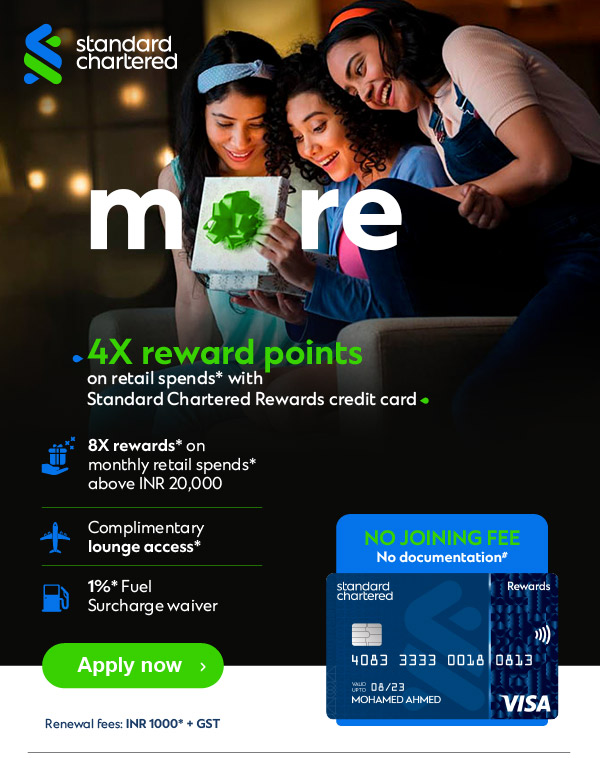 standard
chartered
more
4X reward points
on retail spends* with
Standard Chartered Rewards credit card
8X rewards* on
monthly retail spends*
above INR 20,000
Complimentary
lounge access*
1%* Fuel
Surcharge waiver
NO JOINING FEE
No documentation#
standard
chartered
Rewards
4083 3333 0018 0813
VALID
UPTO 08/23
MOHAMED AHMED
VISA
Apply now ›
Renewal fees: INR 1000* + GST